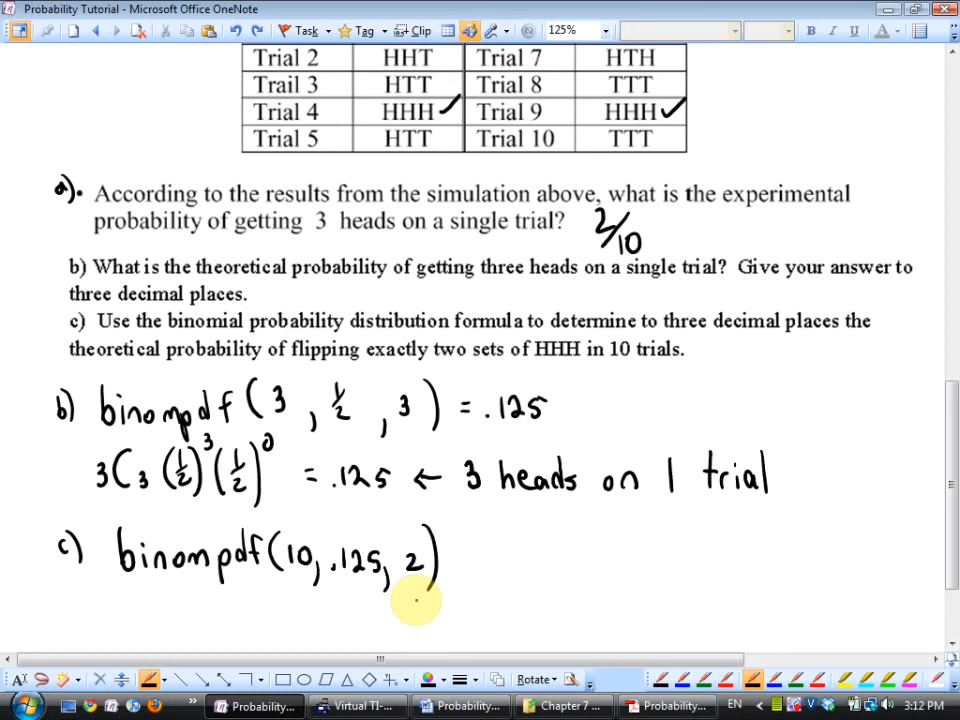 Probability Tutorial - Microsoft Office OneNote
Task Tag Clip 125% B I U A
Trial 2 HHT Trial 7 HTH
Trail 3 HTT Trial 8 TTT
Trial 4 HHH ✓ Trial 9 HHH ✓
Trial 5 HTT Trial 10 TTT
a). According to the results from the simulation above, what is the experimental
probability of getting 3 heads on a single trial? 2/10
b) What is the theoretical probability of getting three heads on a single trial? Give your answer to
three decimal places.
c) Use the binomial probability distribution formula to determine to three decimal places the
theoretical probability of flipping exactly two sets of HHH in 10 trials.
b) binompdf (3, 1/2, 3) = .125
3C3 (1/2)^3 (1/2)^0 = .125 ← 3 heads on 1 trial
c) binompdf(10, .125, 2)
Rotate
Probability... Virtual TI-... Probability... Chapter 7 ... Probability... EN 3:12 PM